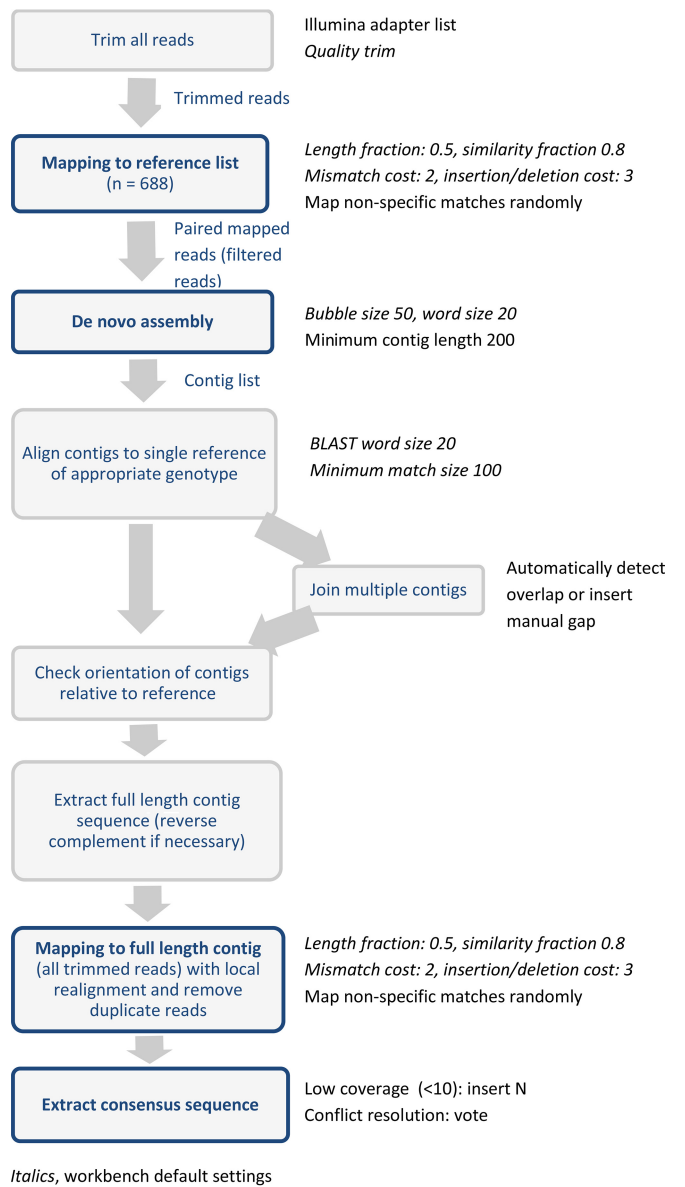 Trim all reads
Illumina adapter list
Quality trim
Trimmed reads
Mapping to reference list
(n = 688)
Length fraction: 0.5, similarity fraction 0.8
Mismatch cost: 2, insertion/deletion cost: 3
Map non-specific matches randomly
Paired mapped
reads (filtered
reads)
De novo assembly
Bubble size 50, word size 20
Minimum contig length 200
Contig list
Align contigs to single reference
of appropriate genotype
BLAST word size 20
Minimum match size 100
Join multiple contigs
Automatically detect
overlap or insert
manual gap
Check orientation of contigs
relative to reference
Extract full length contig
sequence (reverse
complement if necessary)
Mapping to full length contig
(all trimmed reads) with local
realignment and remove
duplicate reads
Length fraction: 0.5, similarity fraction 0.8
Mismatch cost: 2, insertion/deletion cost: 3
Map non-specific matches randomly
Extract consensus sequence
Low coverage (<10): insert N
Conflict resolution: vote
Italics, workbench default settings